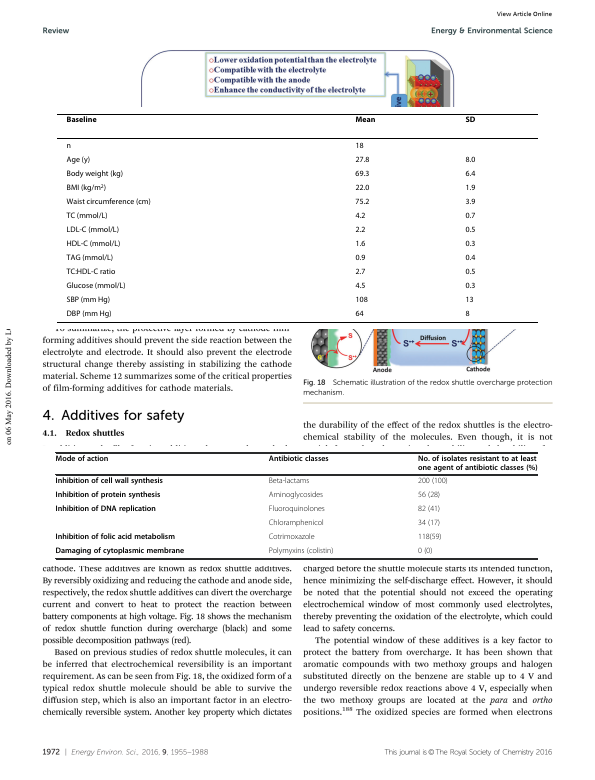 View Article Online
Review
Energy & Environmental Science
○Lower oxidation potential than the electrolyte
○Compatible with the electrolyte
○Compatible with the anode
○Enhance the conductivity of the electrolyte
Baseline Mean SD
n 18
Age (y) 27.8 8.0
Body weight (kg) 69.3 6.4
BMI (kg/m²) 22.0 1.9
Waist circumference (cm) 75.2 3.9
TC (mmol/L) 4.2 0.7
LDL-C (mmol/L) 2.2 0.5
HDL-C (mmol/L) 1.6 0.3
TAG (mmol/L) 0.9 0.4
TC:HDL-C ratio 2.7 0.5
Glucose (mmol/L) 4.5 0.3
SBP (mm Hg) 108 13
DBP (mm Hg) 64 8
on 06 May 2016. Downloaded by
To summarize, the protective layer formed by cathode film-
forming additives should prevent the side reaction between the
electrolyte and electrode. It should also prevent the electrode
structural change thereby assisting in stabilizing the cathode
material. Scheme 12 summarizes some of the critical properties
of film-forming additives for cathode materials.
4. Additives for safety
4.1. Redox shuttles
S
S⁺
S⁺ Diffusion S⁺
Anode Cathode
Fig. 18 Schematic illustration of the redox shuttle overcharge protection
mechanism.
the durability of the effect of the redox shuttles is the electro-
chemical stability of the molecules. Even though, it is not
Mode of action Antibiotic classes No. of isolates resistant to at least
one agent of antibiotic classes (%)
Inhibition of cell wall synthesis Beta-lactams 200 (100)
Inhibition of protein synthesis Aminoglycosides 56 (28)
Inhibition of DNA replication Fluoroquinolones 82 (41)
Chloramphenicol 34 (17)
Inhibition of folic acid metabolism Cotrimoxazole 118(59)
Damaging of cytoplasmic membrane Polymyxins (colistin) 0 (0)
cathode. These additives are known as redox shuttle additives.
By reversibly oxidizing and reducing the cathode and anode side,
respectively, the redox shuttle additives can divert the overcharge
current and convert to heat to protect the reaction between
battery components at high voltage. Fig. 18 shows the mechanism
of redox shuttle function during overcharge (black) and some
possible decomposition pathways (red).
Based on previous studies of redox shuttle molecules, it can
be inferred that electrochemical reversibility is an important
requirement. As can be seen from Fig. 18, the oxidized form of a
typical redox shuttle molecule should be able to survive the
diffusion step, which is also an important factor in an electro-
chemically reversible system. Another key property which dictates
charged before the shuttle molecule starts its intended function,
hence minimizing the self-discharge effect. However, it should
be noted that the potential should not exceed the operating
electrochemical window of most commonly used electrolytes,
thereby preventing the oxidation of the electrolyte, which could
lead to safety concerns.
The potential window of these additives is a key factor to
protect the battery from overcharge. It has been shown that
aromatic compounds with two methoxy groups and halogen
substituted directly on the benzene are stable up to 4 V and
undergo reversible redox reactions above 4 V, especially when
the two methoxy groups are located at the para and ortho
positions.¹⁸⁸ The oxidized species are formed when electrons
1972 | Energy Environ. Sci., 2016, 9, 1955–1988
This journal is © The Royal Society of Chemistry 2016